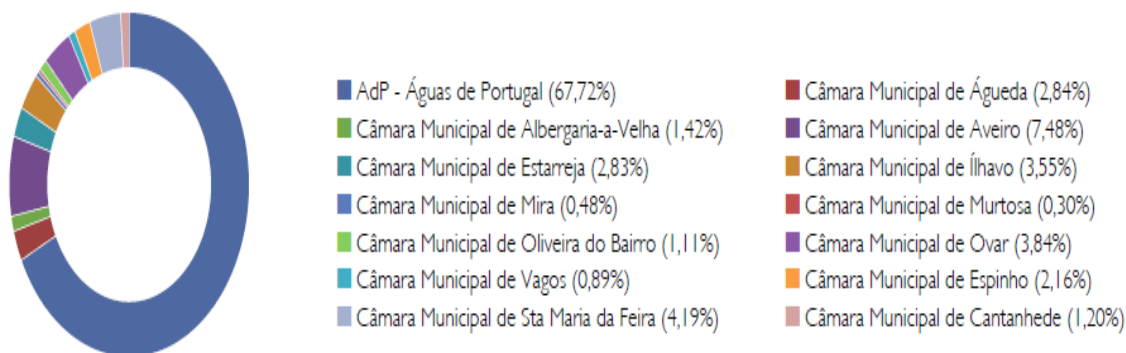 AdP - Águas de Portugal (67,72%)
Câmara Municipal de Águeda (2,84%)
Câmara Municipal de Albergaria-a-Velha (1,42%)
Câmara Municipal de Aveiro (7,48%)
Câmara Municipal de Estarreja (2,83%)
Câmara Municipal de Ílhavo (3,55%)
Câmara Municipal de Mira (0,48%)
Câmara Municipal de Murtosa (0,30%)
Câmara Municipal de Oliveira do Bairro (1,11%)
Câmara Municipal de Ovar (3,84%)
Câmara Municipal de Vagos (0,89%)
Câmara Municipal de Espinho (2,16%)
Câmara Municipal de Sta Maria da Feira (4,19%)
Câmara Municipal de Cantanhede (1,20%)